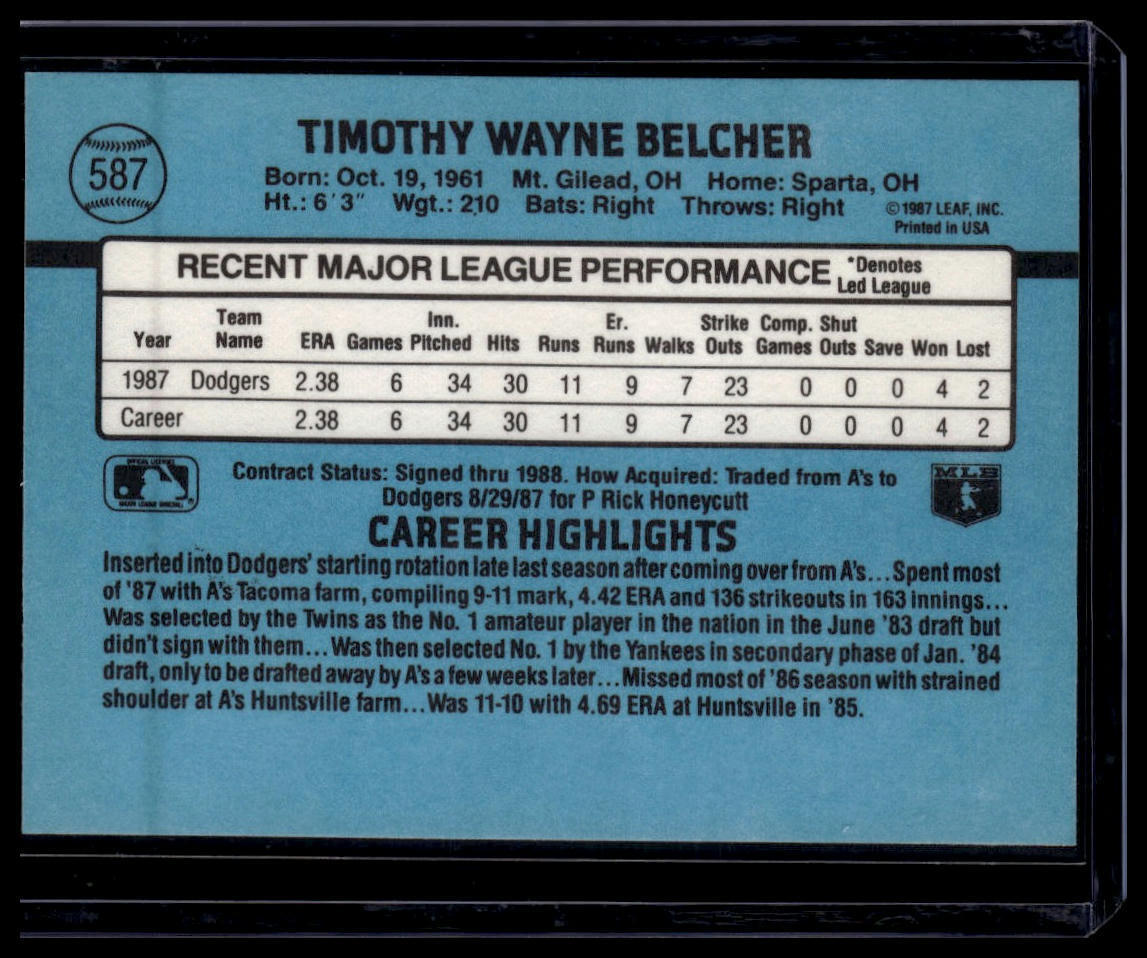 587
TIMOTHY WAYNE BELCHER
Born: Oct. 19, 1961 Mt. Gilead, OH Home: Sparta, OH
Ht.: 6'3" Wgt.: 210 Bats: Right Throws: Right
©1987 LEAF, INC.
Printed in USA
RECENT MAJOR LEAGUE PERFORMANCE
*Denotes
Led League
Year Team Name ERA Games Inn. Pitched Hits Runs Er. Runs Walks Strike Outs Comp. Games Shut Outs Save Won Lost
1987 Dodgers 2.38 6 34 30 11 9 7 23 0 0 0 4 2
Career 2.38 6 34 30 11 9 7 23 0 0 0 4 2
OFFICIAL LICENSEE
MAJOR LEAGUE BASEBALL
MLB
Contract Status: Signed thru 1988. How Acquired: Traded from A's to
Dodgers 8/29/87 for P Rick Honeycutt
CAREER HIGHLIGHTS
Inserted into Dodgers' starting rotation late last season after coming over from A's...Spent most
of '87 with A's Tacoma farm, compiling 9-11 mark, 4.42 ERA and 136 strikeouts in 163 innings...
Was selected by the Twins as the No. 1 amateur player in the nation in the June '83 draft but
didn't sign with them...Was then selected No. 1 by the Yankees in secondary phase of Jan. '84
draft, only to be drafted away by A's a few weeks later...Missed most of '86 season with strained
shoulder at A's Huntsville farm...Was 11-10 with 4.69 ERA at Huntsville in '85.